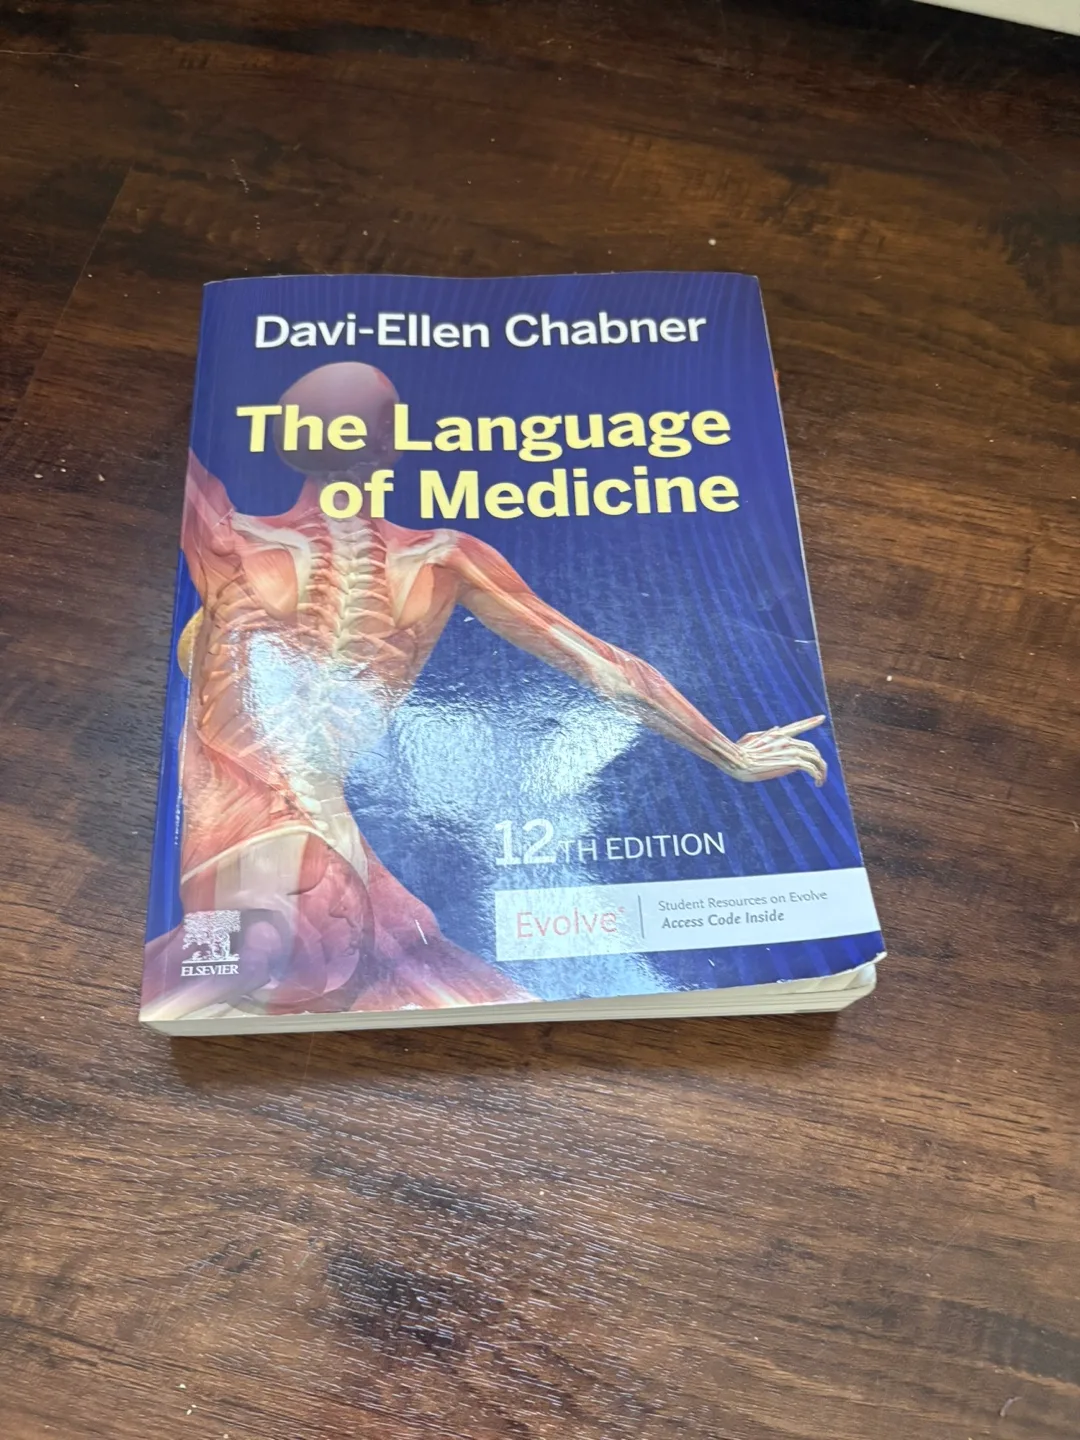 Davi-Ellen Chabner
The Language
of Medicine
12TH EDITION
Evolve®
Student Resources on Evolve
Access Code Inside
ELSEVIER